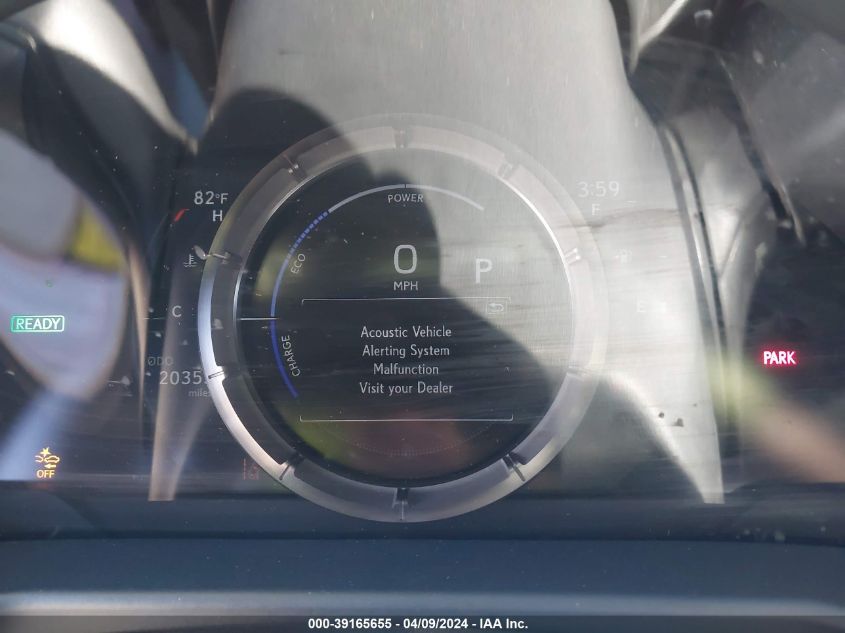 82°F
3:59
H
F
POWER
ECO
0
P
MPH
READY
C
E
CHARGE
Acoustic Vehicle
Alerting System
Malfunction
Visit your Dealer
PARK
ODO
miles
OFF
000-39165655 - 04/09/2024 - IAA Inc.